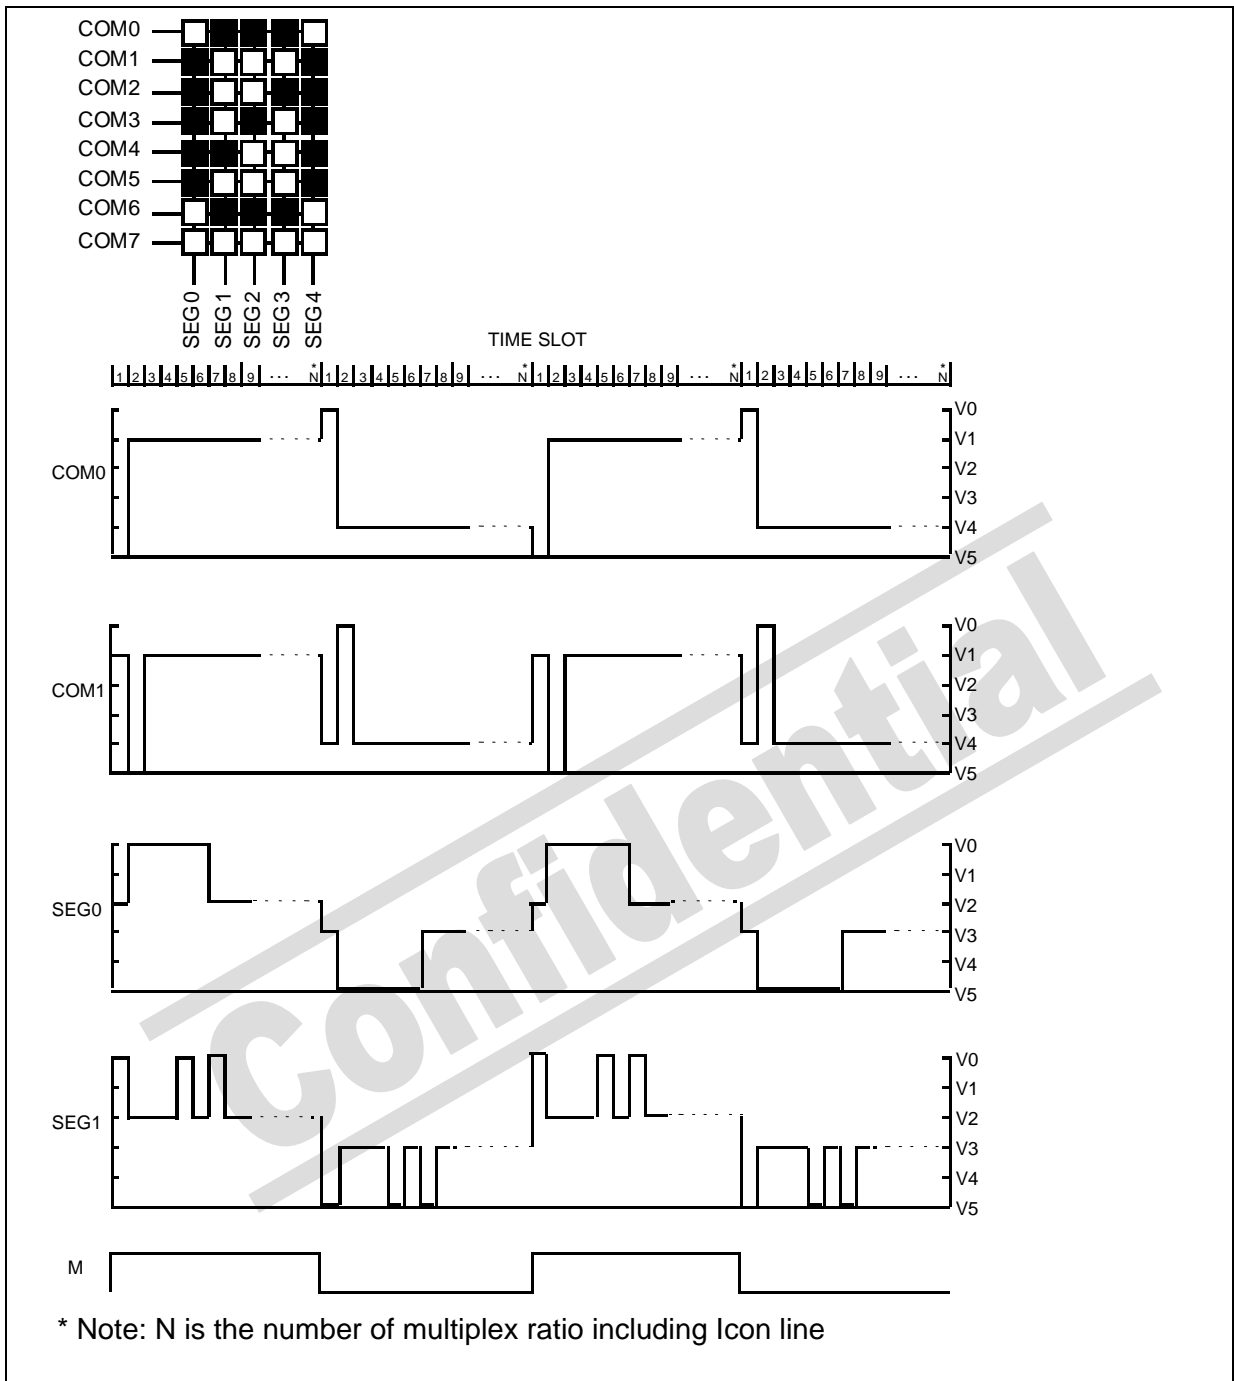 COM0
COM1
COM2
COM3
COM4
COM5
COM6
COM7
SEG0 SEG1 SEG2 SEG3 SEG4
TIME SLOT
1 2 3 4 5 6 7 8 9 ... *N 1 2 3 4 5 6 7 8 9 ... *N 1 2 3 4 5 6 7 8 9 ... *N 1 2 3 4 5 6 7 8 9 ... *N
COM0
V0
V1
V2
V3
V4
V5
COM1
V0
V1
V2
V3
V4
V5
SEG0
V0
V1
V2
V3
V4
V5
SEG1
V0
V1
V2
V3
V4
V5
M
* Note: N is the number of multiplex ratio including Icon line
Confidential